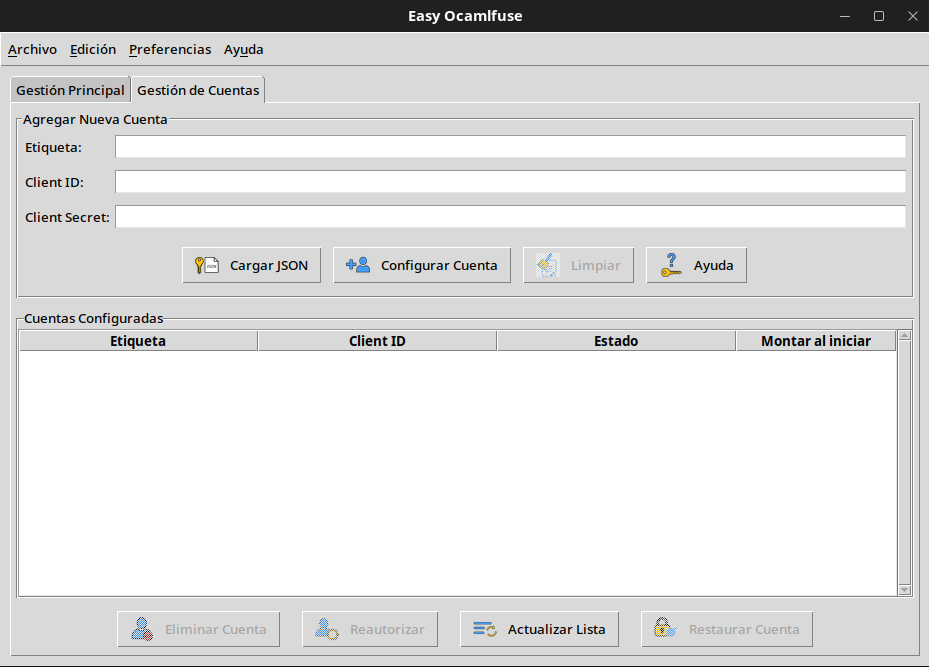 Easy Ocamlfuse
Archivo Edición Preferencias Ayuda
Gestión Principal Gestión de Cuentas
Agregar Nueva Cuenta
Etiqueta:
Client ID:
Client Secret:
JSON Cargar JSON Configurar Cuenta Limpiar Ayuda
Cuentas Configuradas
Etiqueta Client ID Estado Montar al iniciar
Eliminar Cuenta Reautorizar Actualizar Lista Restaurar Cuenta